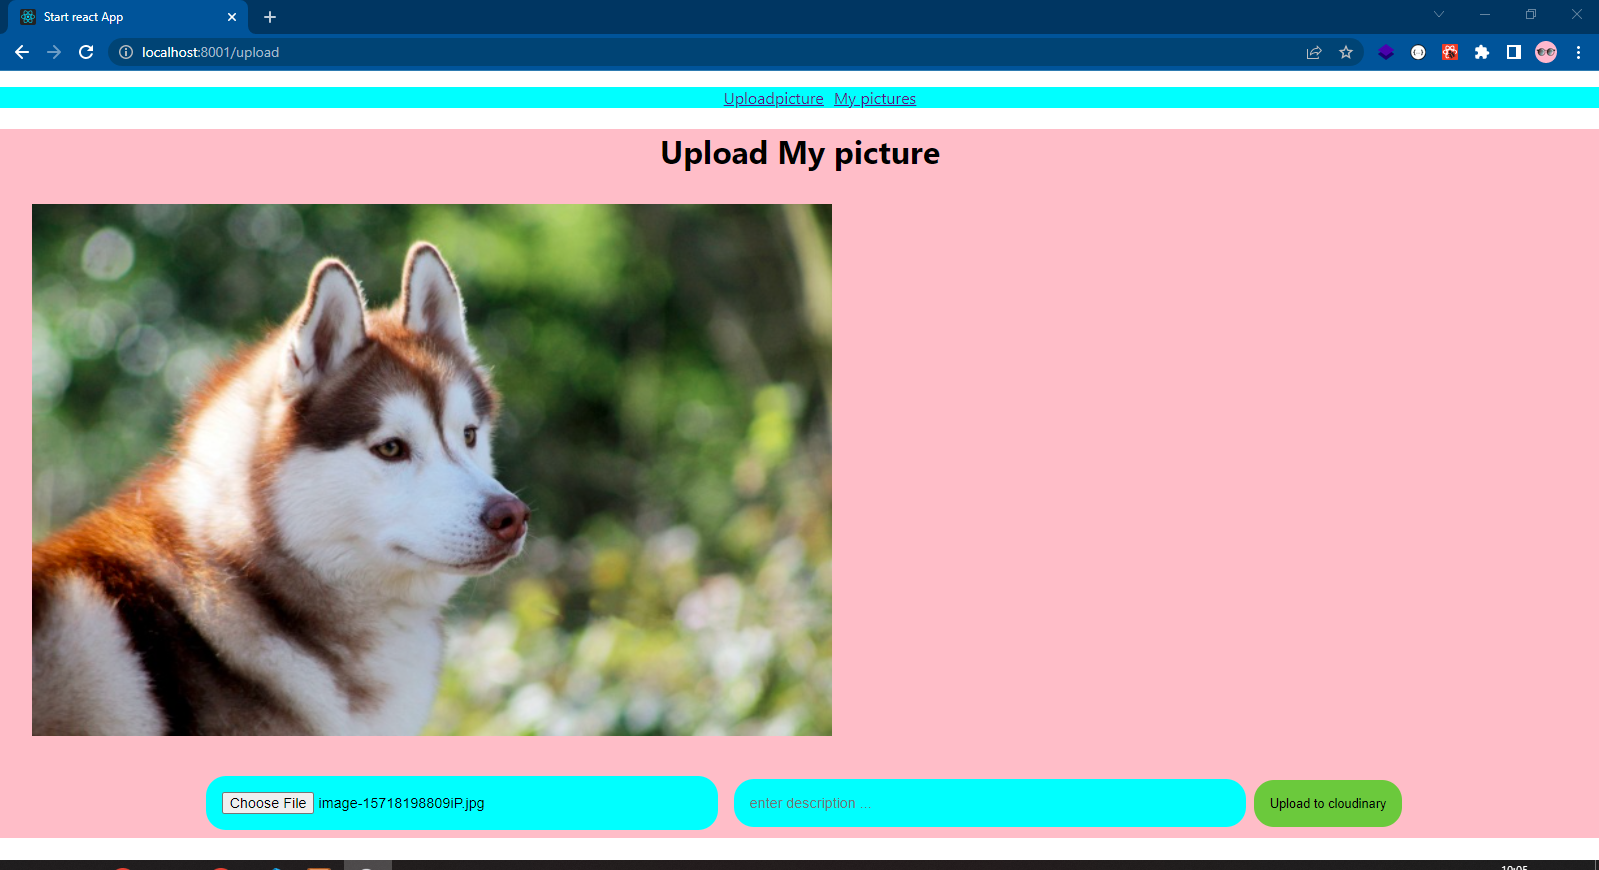 Start react App
localhost:8001/upload
Uploadpicture My pictures
Upload My picture
Choose File image-15718198809iP.jpg
enter description ...
Upload to cloudinary